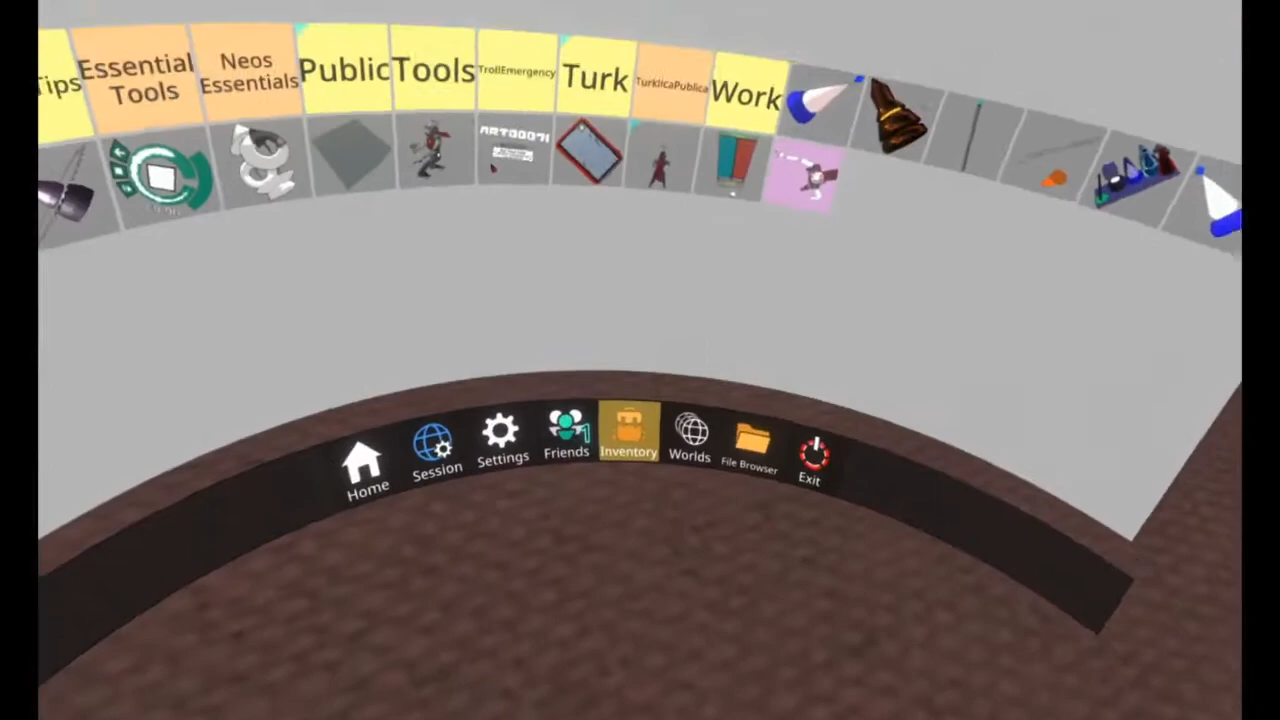 Tips
Essential
Tools
Neos
Essentials
Public
Tools
TrollEmergency
Turk
TurklicaPublica
Work
Home
Session
Settings
Friends
1
Inventory
Worlds
File Browser
Exit